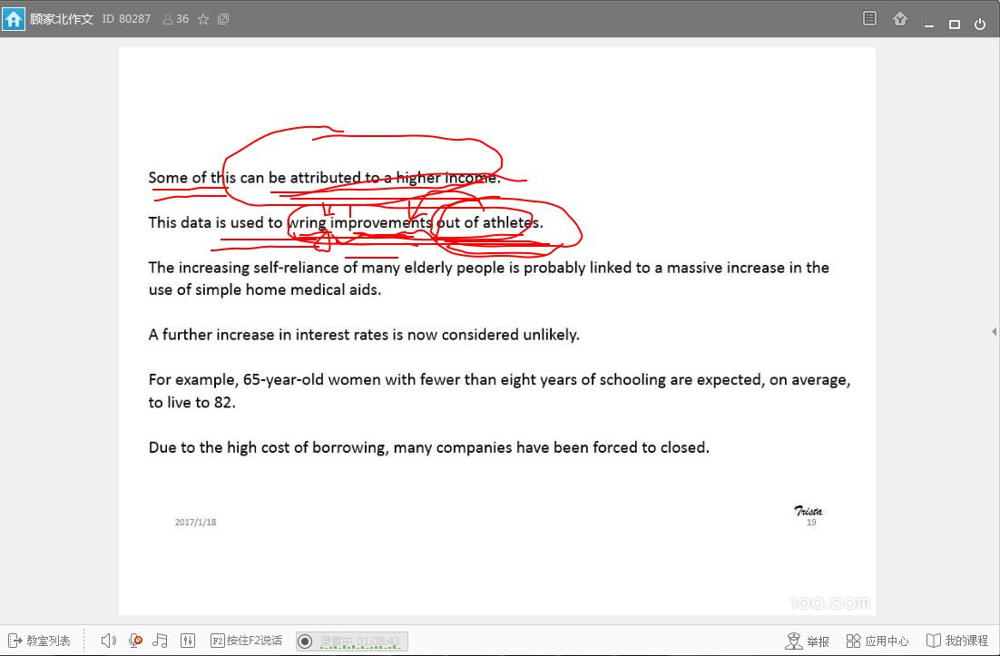 顾家北作文 ID 80287 36
Some of this can be attributed to a higher income.
This data is used to wring improvements out of athletes.
The increasing self-reliance of many elderly people is probably linked to a massive increase in the
use of simple home medical aids.
A further increase in interest rates is now considered unlikely.
For example, 65-year-old women with fewer than eight years of schooling are expected, on average,
to live to 82.
Due to the high cost of borrowing, many companies have been forced to closed.
Trista
2017/1/18 19
100.com
教室列表 F2 按住F2说话 录音中 01:08:43 举报 应用中心 我的课程